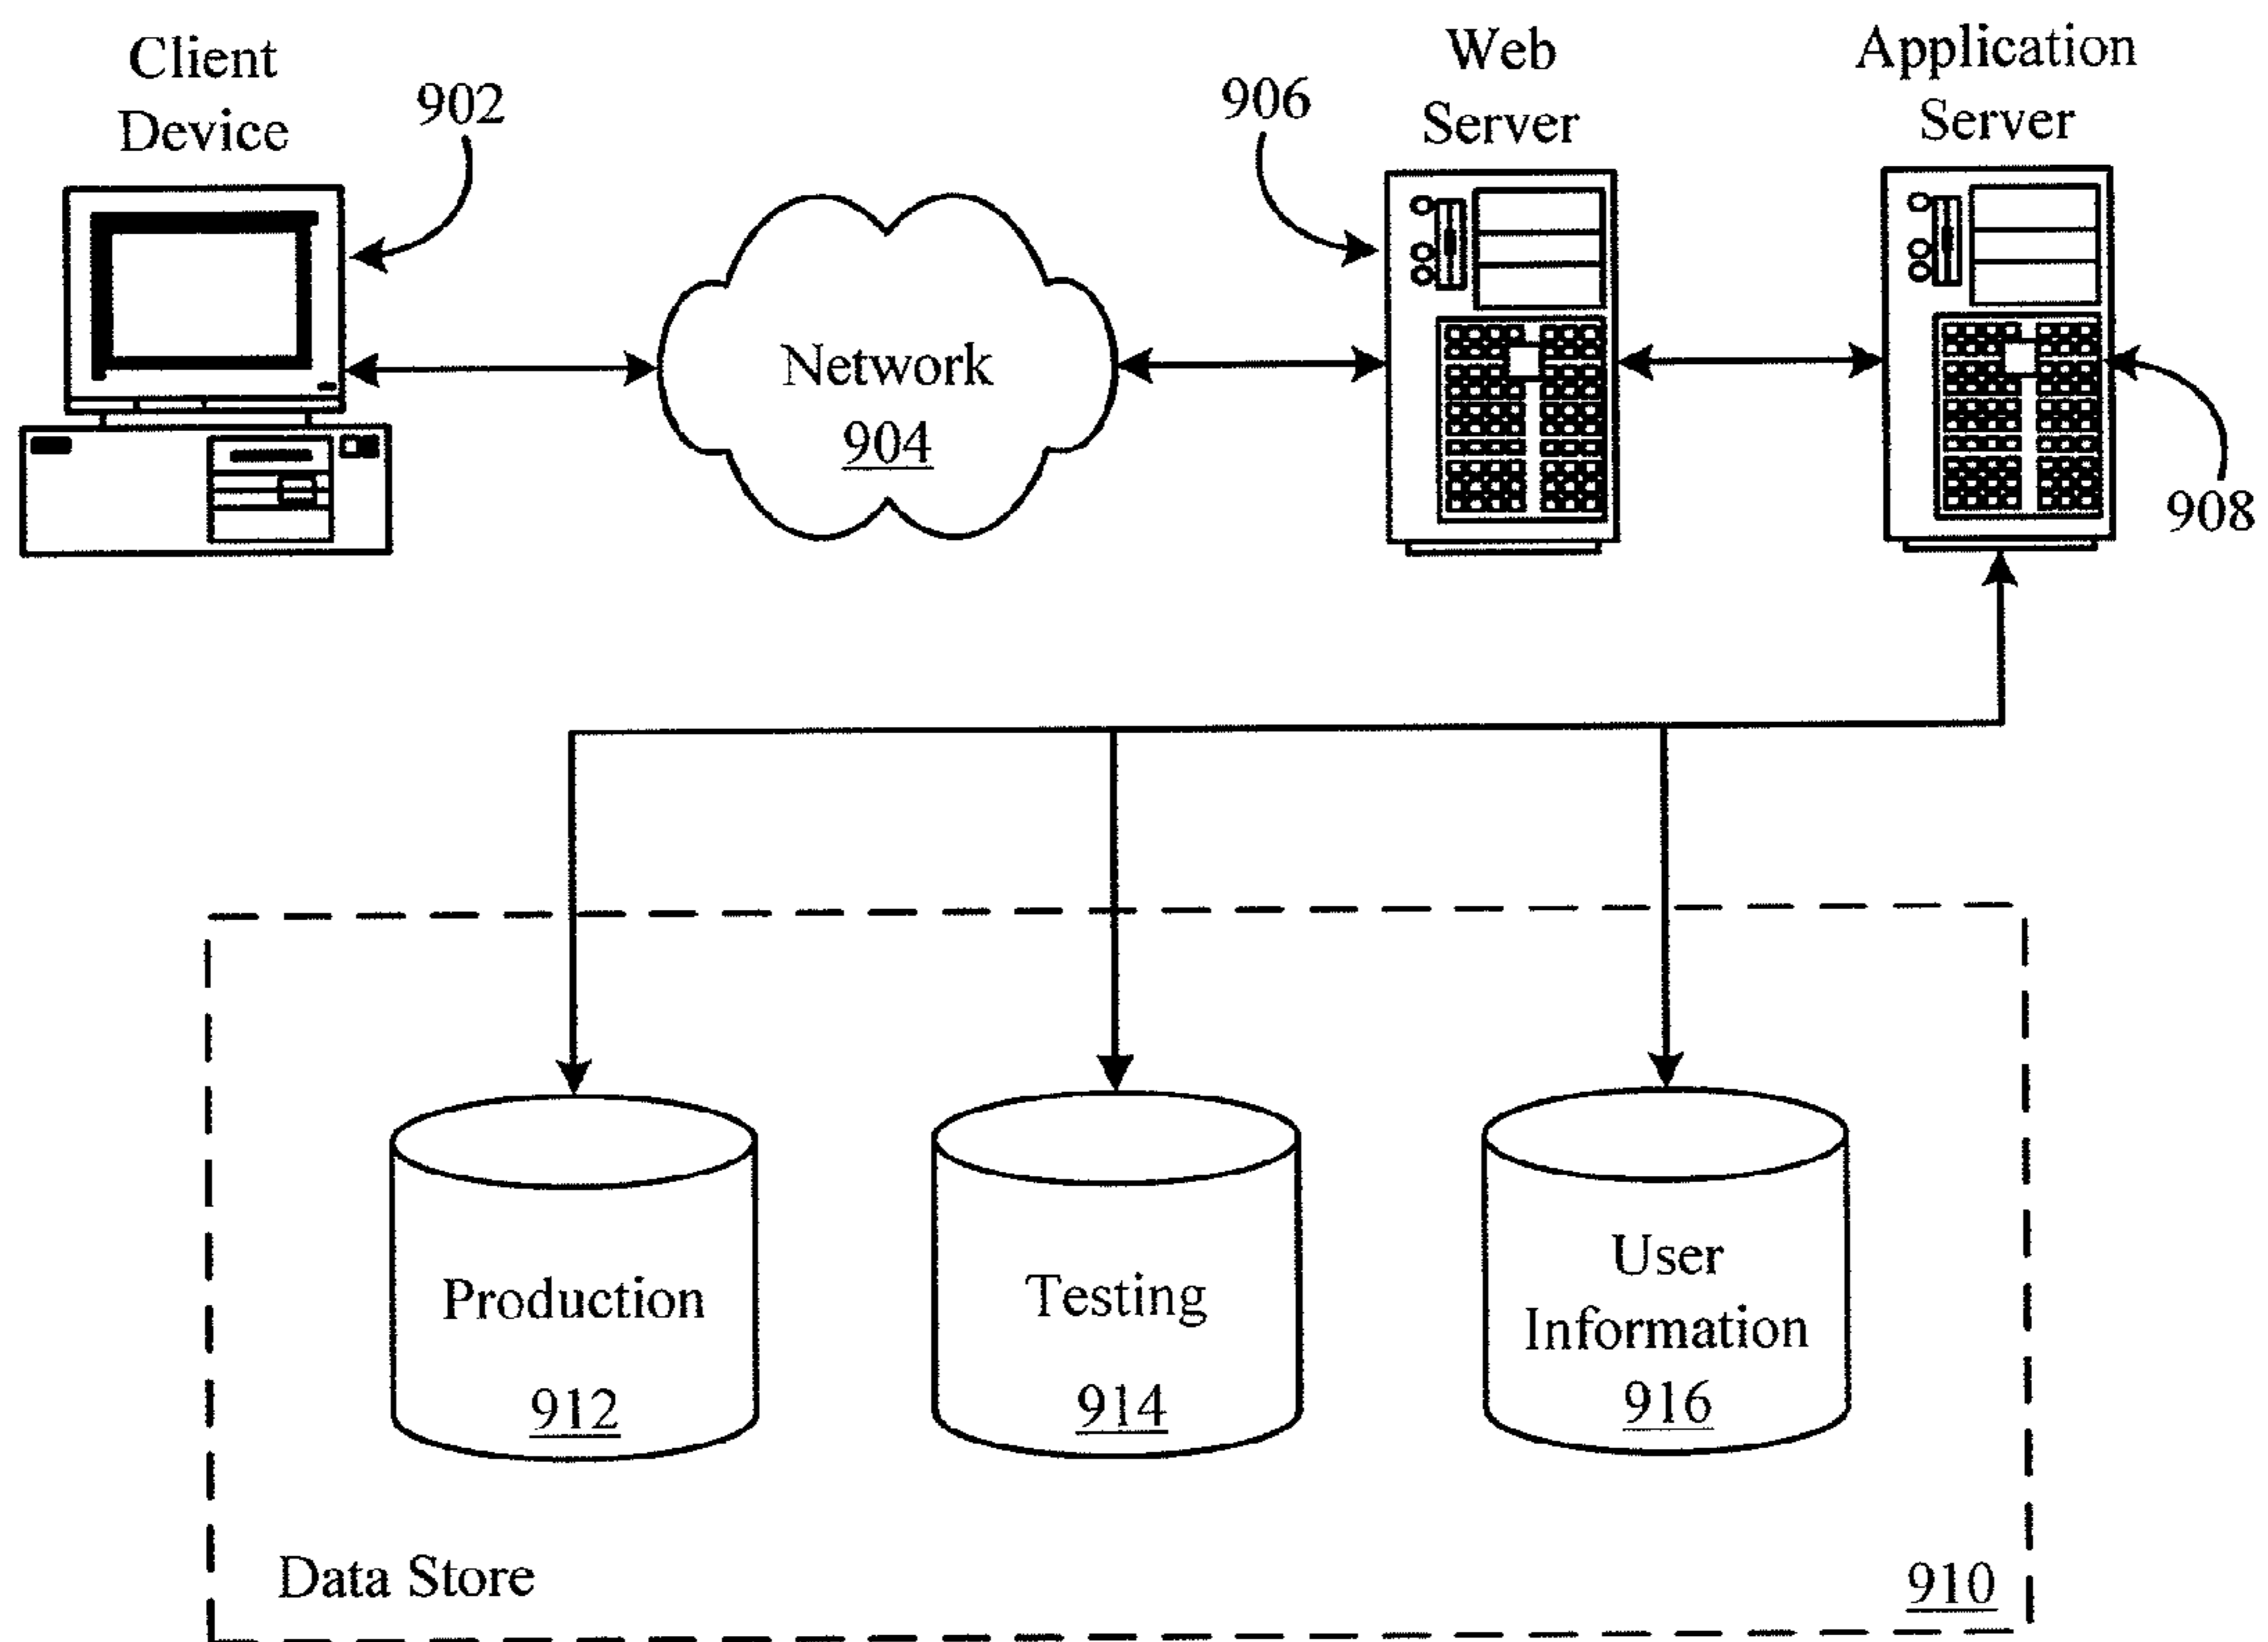 Client
Device
902
906
Web
Server
Application
Server
Network
904
908
Production
912
Testing
914
User
Information
916
Data Store
910